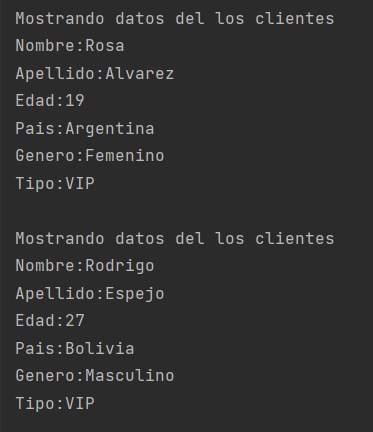 Mostrando datos del los clientes
Nombre:Rosa
Apellido:Alvarez
Edad:19
Pais:Argentina
Genero:Femenino
Tipo:VIP
Mostrando datos del los clientes
Nombre:Rodrigo
Apellido:Espejo
Edad:27
Pais:Bolivia
Genero:Masculino
Tipo:VIP